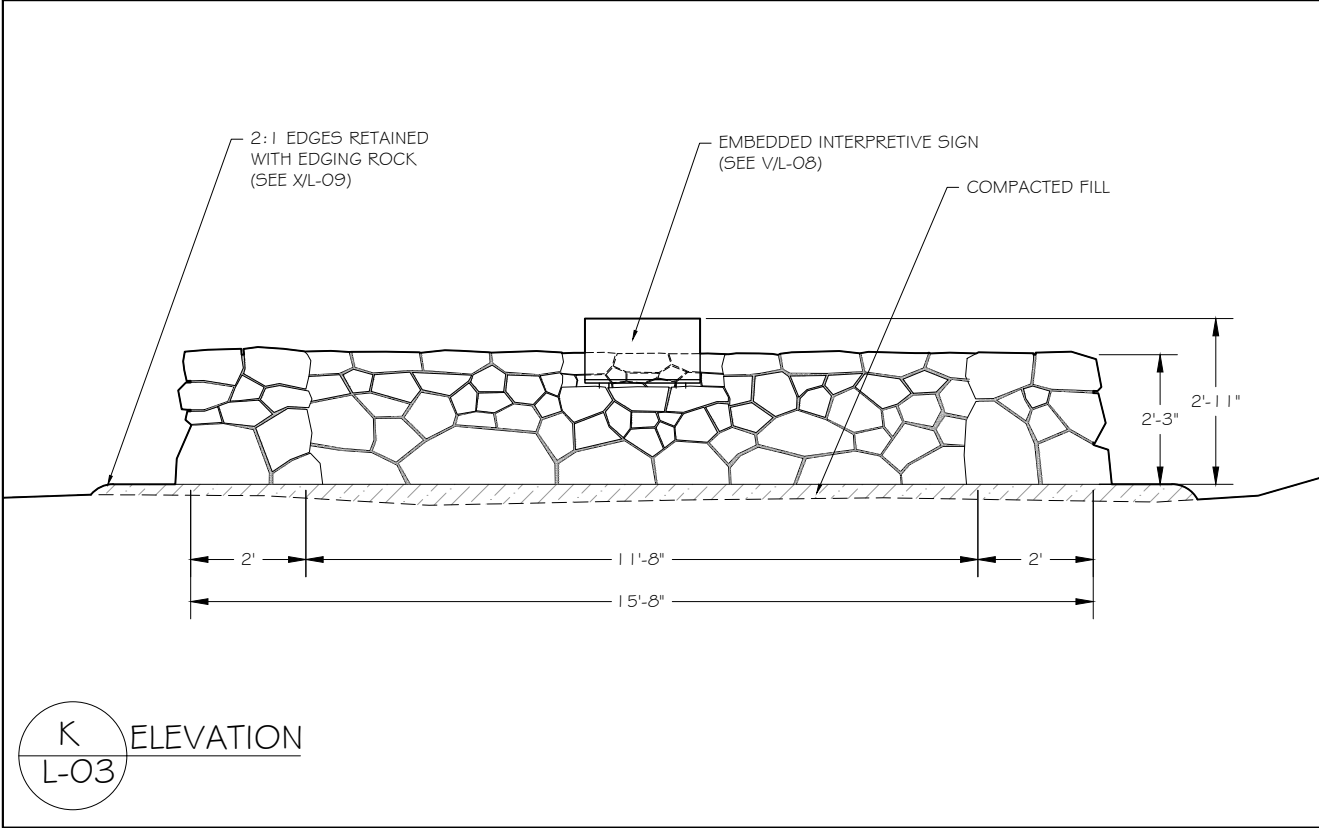 2:1 EDGES RETAINED
WITH EDGING ROCK
(SEE X/L-09)
EMBEDDED INTERPRETIVE SIGN
(SEE V/L-08)
COMPACTED FILL
2'-11"
2'-3"
2'
11'-8"
2'
15'-8"
K
L-03
ELEVATION